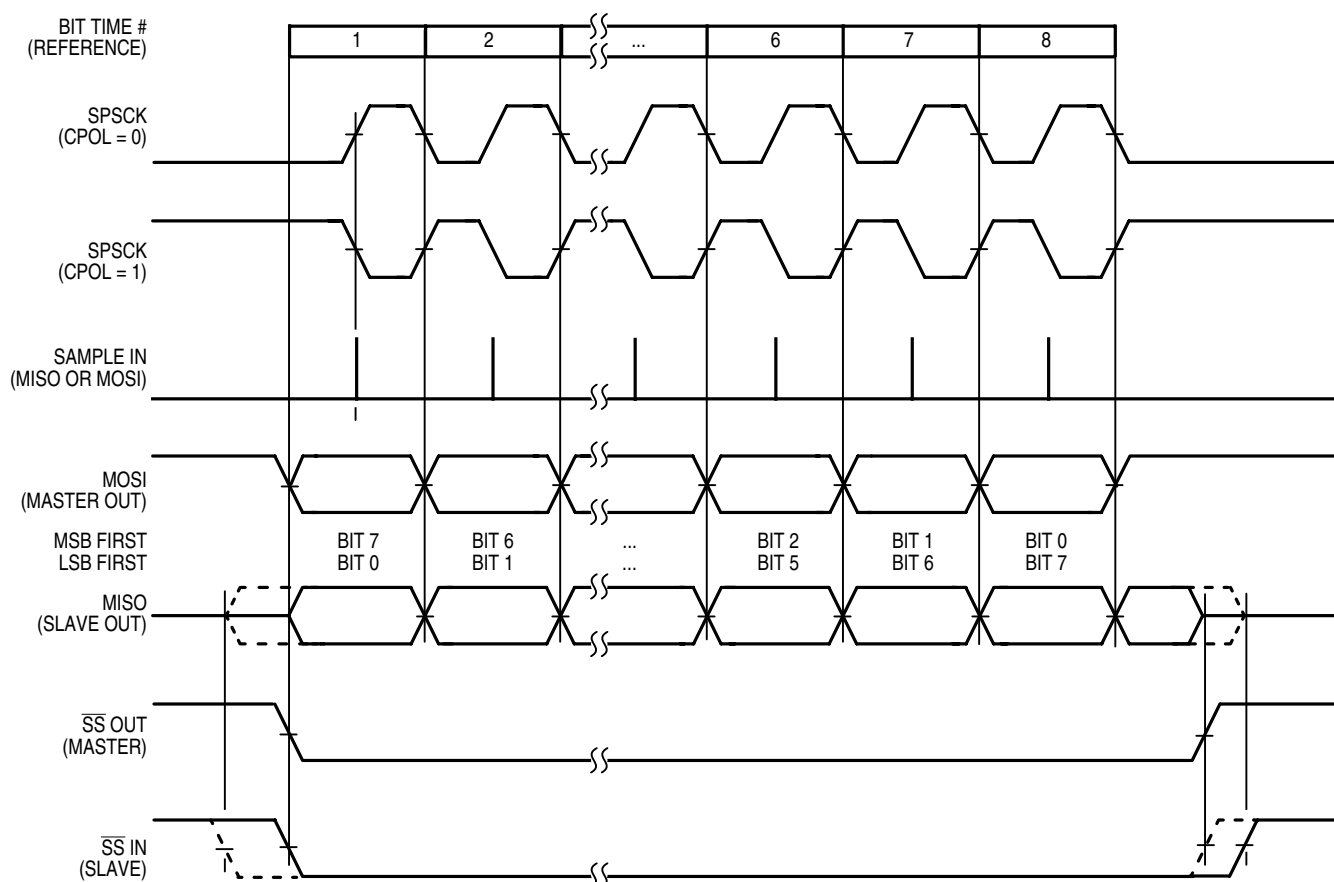 BIT TIME #
(REFERENCE)
1 2 ... 6 7 8
SPSCK
(CPOL = 0)
SPSCK
(CPOL = 1)
SAMPLE IN
(MISO OR MOSI)
MOSI
(MASTER OUT)
MSB FIRST BIT 7 BIT 6 ... BIT 2 BIT 1 BIT 0
LSB FIRST BIT 0 BIT 1 ... BIT 5 BIT 6 BIT 7
MISO
(SLAVE OUT)
S̅S̅ OUT
(MASTER)
S̅S̅ IN
(SLAVE)